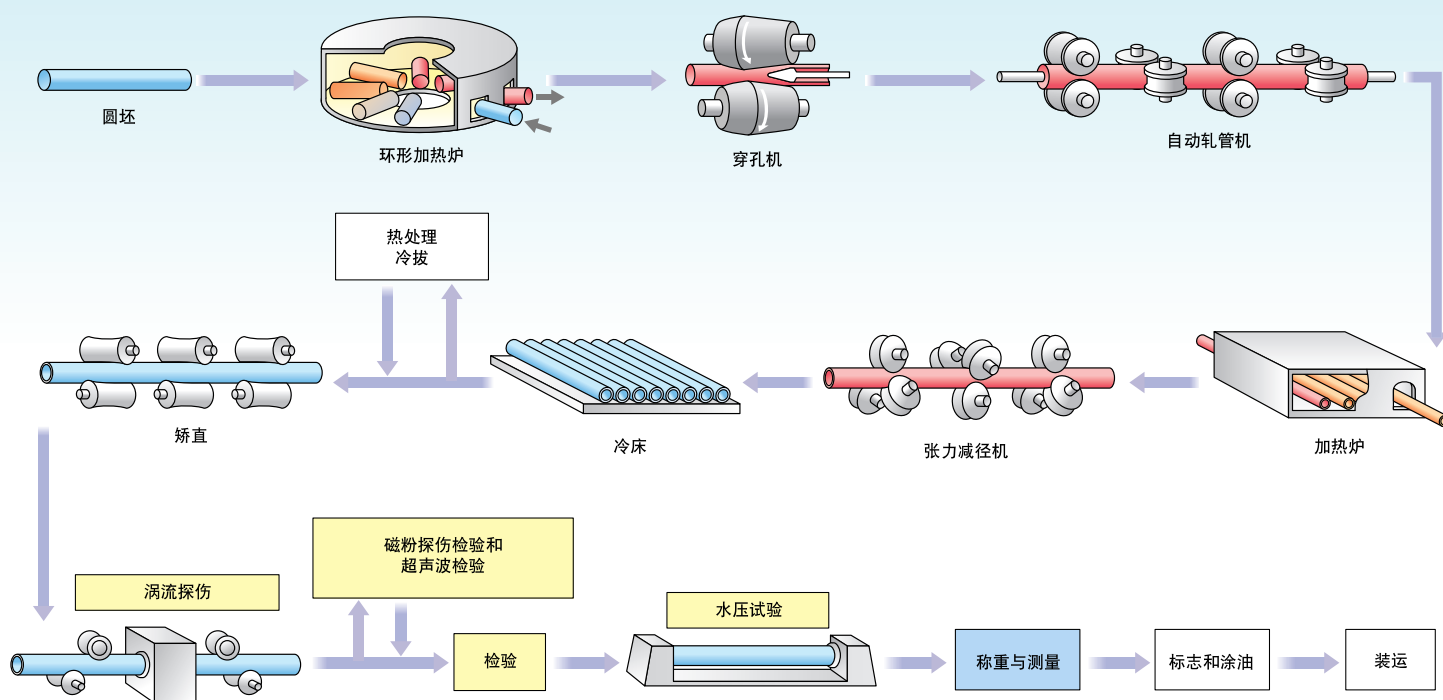 圆坯
环形加热炉
穿孔机
自动轧管机
热处理
冷拔
矫直
冷床
张力减径机
加热炉
涡流探伤
磁粉探伤检验和
超声波检验
检验
水压试验
称重与测量
标志和涂油
装运